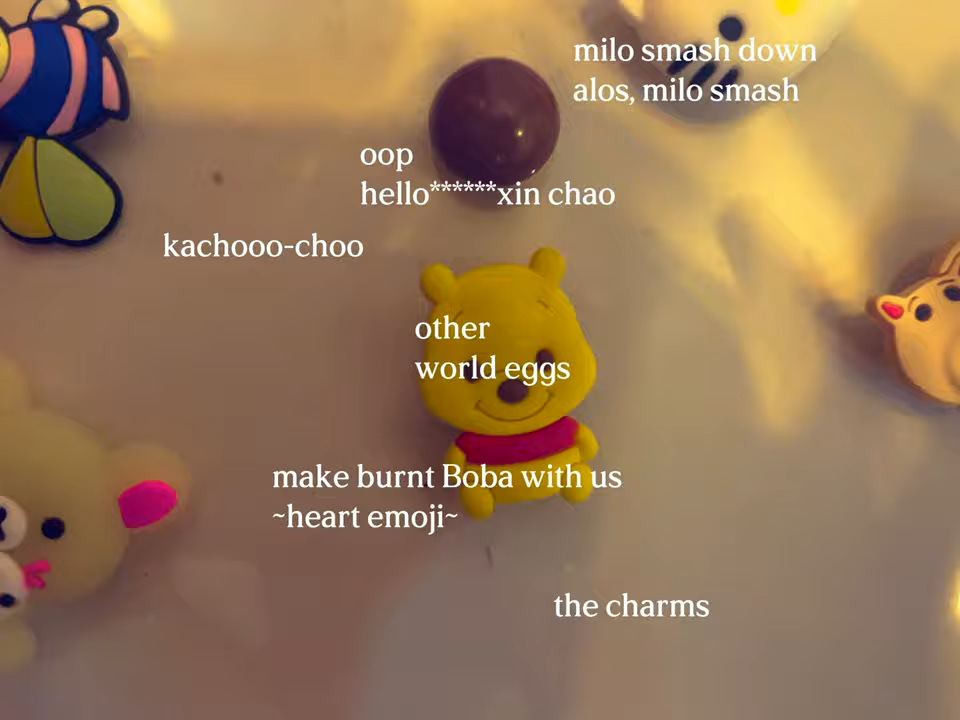 milo smash down
alos, milo smash
oop
hello******xin chao
kachooo-choo
other
world eggs
make burnt Boba with us
~heart emoji~
the charms